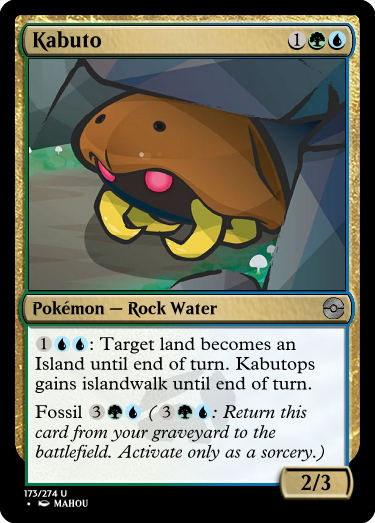 Kabuto 1
Pokémon — Rock Water
1: Target land becomes an
Island until end of turn. Kabutops
gains islandwalk until end of turn.
Fossil 3 ( 3 : Return this
card from your graveyard to the
battlefield. Activate only as a sorcery.)
2/3
173/274 U
• MAHOU